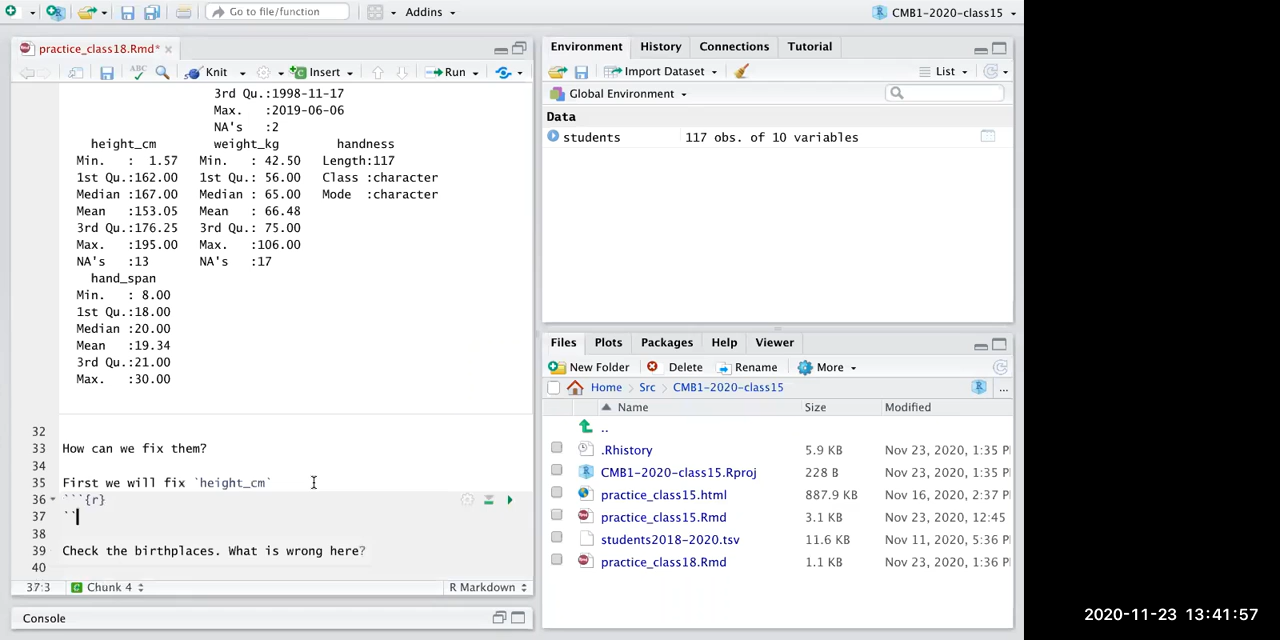 Go to file/function
Addins
CMB1-2020-class15
practice_class18.Rmd*
ABC
Knit
Insert
Run
3rd Qu.:1998-11-17
Max.   :2019-06-06
NA's   :2
height_cm weight_kg handness
Min.   :  1.57 Min.   : 42.50 Length:117
1st Qu.:162.00 1st Qu.: 56.00 Class :character
Median :167.00 Median : 65.00 Mode  :character
Mean   :153.05 Mean   : 66.48
3rd Qu.:176.25 3rd Qu.: 75.00
Max.   :195.00 Max.   :106.00
NA's   :13 NA's   :17
hand_span
Min.   : 8.00
1st Qu.:18.00
Median :20.00
Mean   :19.34
3rd Qu.:21.00
Max.   :30.00
32
33 How can we fix them?
34
35 First we will fix `height_cm`
36 ```{r}
37 ``
38
39 Check the birthplaces. What is wrong here?
40
37:3 Chunk 4 R Markdown
Console
Environment History Connections Tutorial
Import Dataset List
Global Environment
Data
students 117 obs. of 10 variables
Files Plots Packages Help Viewer
New Folder Delete Rename More
Home Src CMB1-2020-class15 ...
Name Size Modified
..
.Rhistory 5.9 KB Nov 23, 2020, 1:35 P
CMB1-2020-class15.Rproj 228 B Nov 23, 2020, 1:35 P
practice_class15.html 887.9 KB Nov 16, 2020, 2:37 P
practice_class15.Rmd 3.1 KB Nov 23, 2020, 12:45
students2018-2020.tsv 11.6 KB Nov 11, 2020, 5:36 P
practice_class18.Rmd 1.1 KB Nov 23, 2020, 1:36 P
2020-11-23 13:41:57